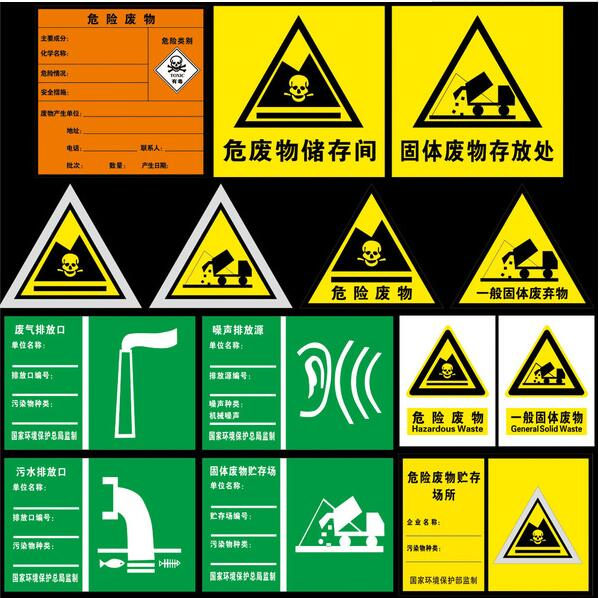 危险废物
主要成分:
化学名称:
危险类别
TOXIC
有毒
危险情况:
安全措施:
废物产生单位:
地址:
电话: 联系人:
批次: 数量: 产生日期:
危废物储存间
固体废物存放处
危险废物
一般固体废弃物
废气排放口
单位名称:
排放口编号:
污染物种类:
国家环境保护总局监制
噪声排放源
单位名称:
排放源编号:
噪声种类:
机械噪声
国家环境保护总局监制
危险废物
Hazardous Waste
一般固体废物
General Solid Waste
污水排放口
单位名称:
排放口编号:
污染物种类:
国家环境保护总局监制
固体废物贮存场
单位名称:
贮存场编号:
污染物种类:
国家环境保护总局监制
危险废物贮存
场所
企业名称:
污染物种类:
国家环境保护部监制